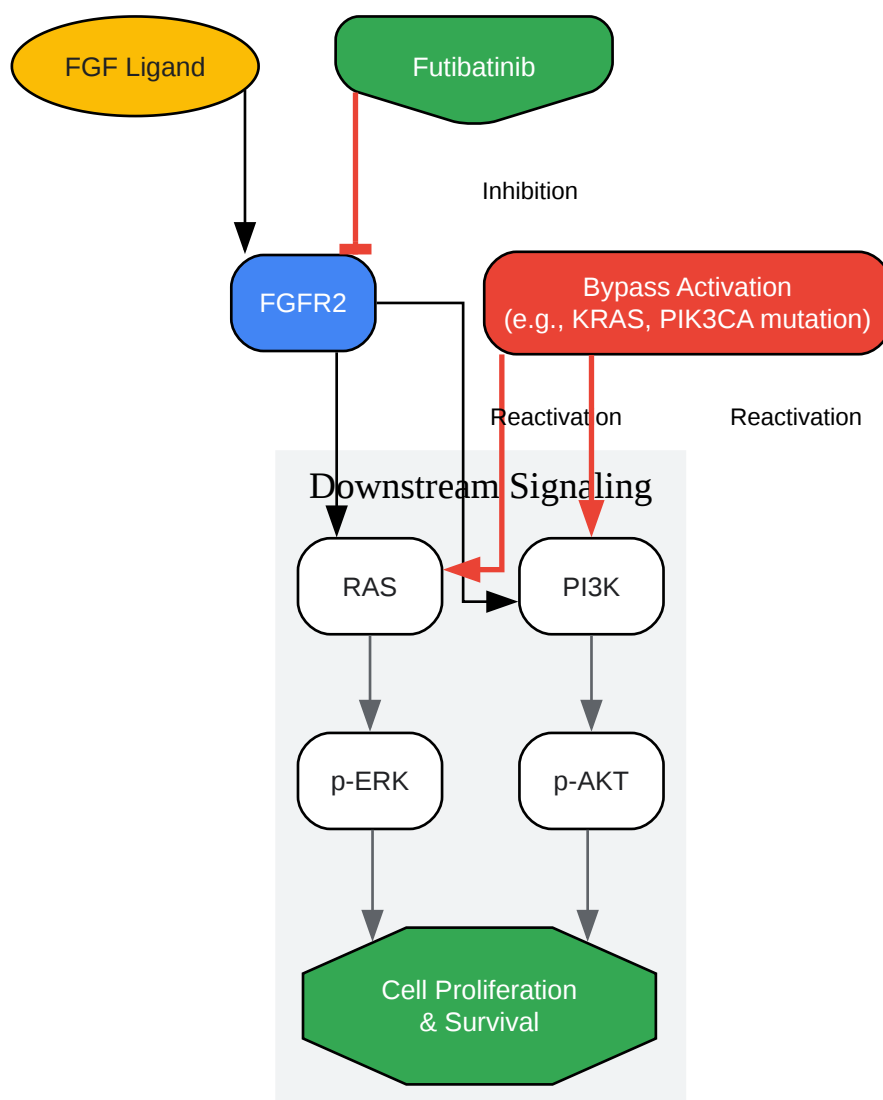 FGF Ligand
Futibatinib
Inhibition
FGFR2
Bypass Activation
(e.g., KRAS, PIK3CA mutation)
Reactivation
Reactivation
Downstream Signaling
RAS
PI3K
p-ERK
p-AKT
Cell Proliferation
& Survival